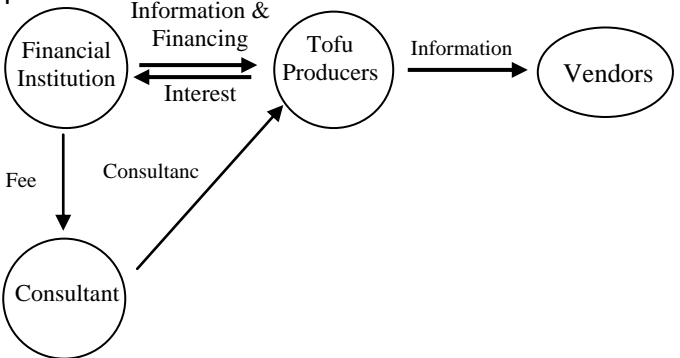 Information &
Financing
Financial
Institution
Tofu
Producers
Information
Vendors
Interest
Fee
Consultanc
Consultant